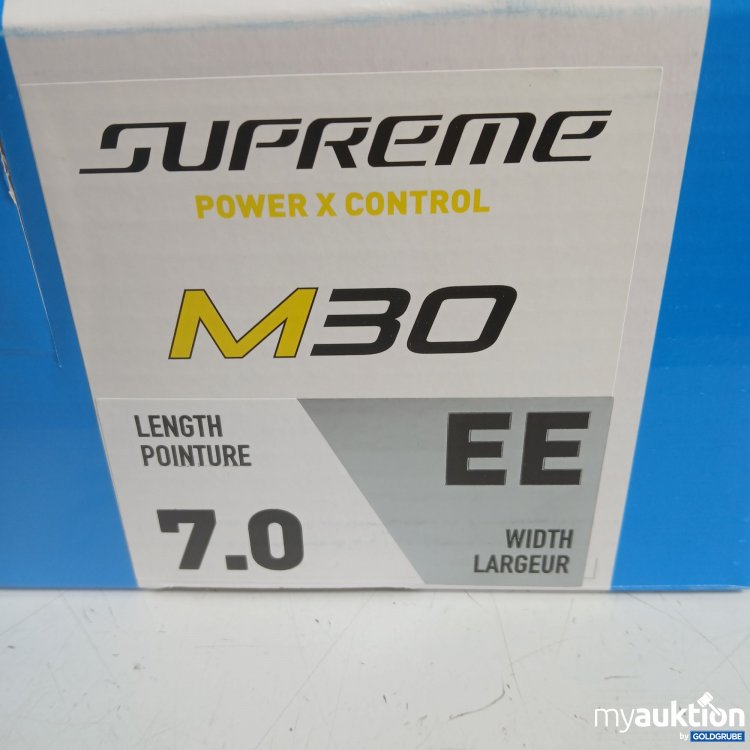 SUPREME
POWER X CONTROL
M30
LENGTH
POINTURE
7.0
EE
WIDTH
LARGEUR
myauktion
by GOLDGRUBE